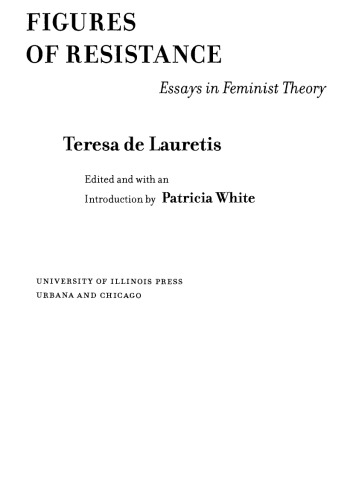 FIGURES
OF RESISTANCE
Essays in Feminist Theory
Teresa de Lauretis
Edited and with an
Introduction by Patricia White
UNIVERSITY OF ILLINOIS PRESS
URBANA AND CHICAGO